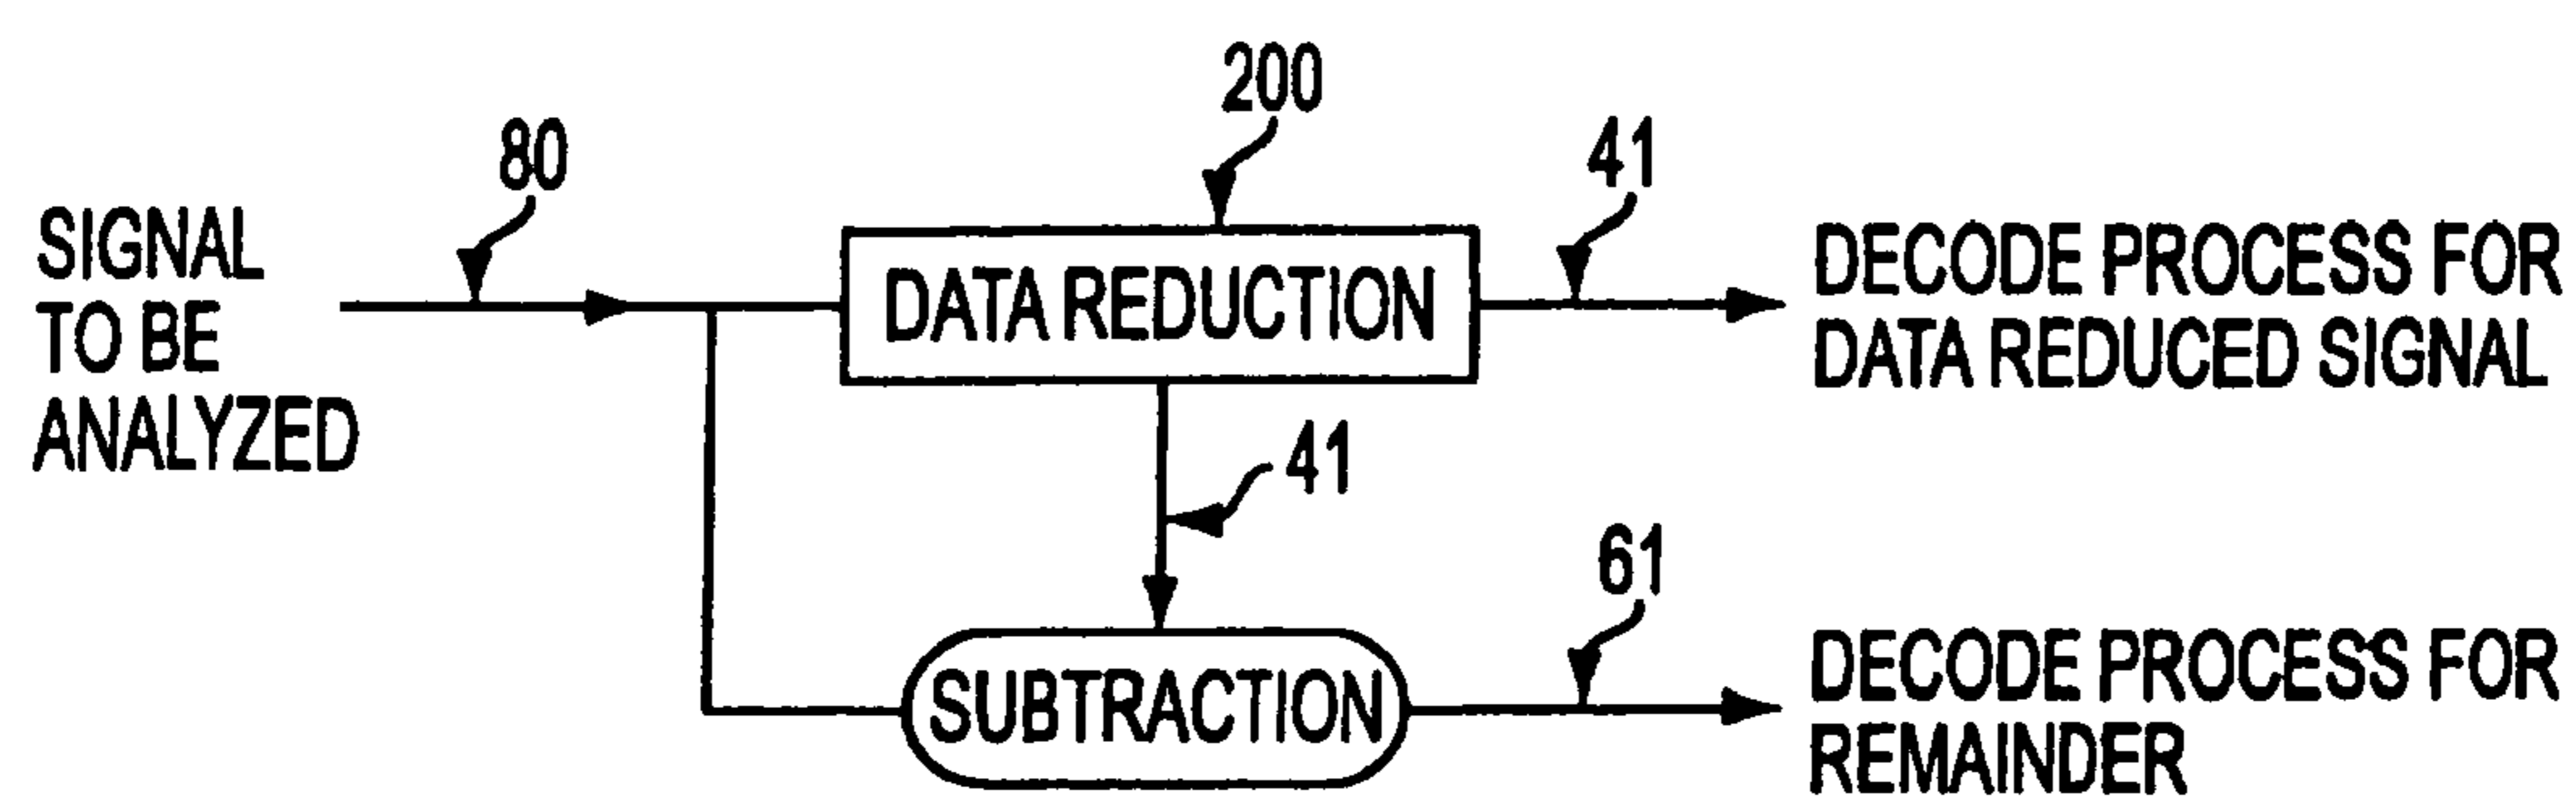 200
80
41
SIGNAL
TO BE
ANALYZED
DATA REDUCTION
DECODE PROCESS FOR
DATA REDUCED SIGNAL
41
61
SUBTRACTION
DECODE PROCESS FOR
REMAINDER